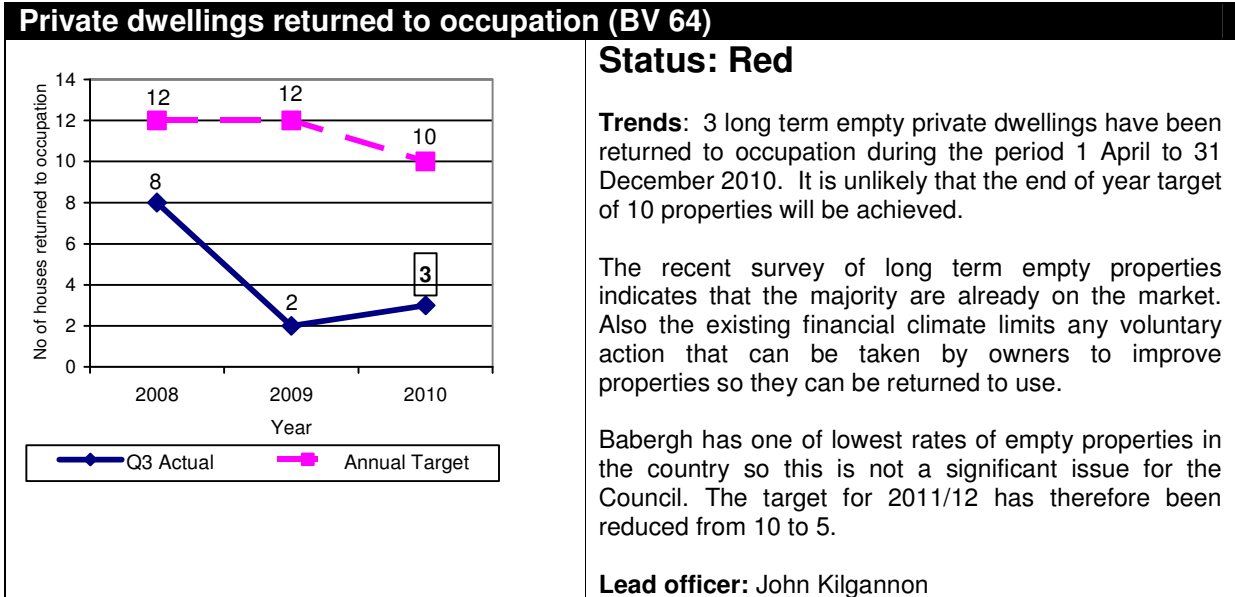 Private dwellings returned to occupation (BV 64)
No of houses returned to occupation
14
12
10
8
6
4
2
0
12
12
10
8
2
3
2008
2009
2010
Year
Q3 Actual
Annual Target
Status: Red
Trends: 3 long term empty private dwellings have been
returned to occupation during the period 1 April to 31
December 2010. It is unlikely that the end of year target
of 10 properties will be achieved.
The recent survey of long term empty properties
indicates that the majority are already on the market.
Also the existing financial climate limits any voluntary
action that can be taken by owners to improve
properties so they can be returned to use.
Babergh has one of lowest rates of empty properties in
the country so this is not a significant issue for the
Council. The target for 2011/12 has therefore been
reduced from 10 to 5.
Lead officer: John Kilgannon